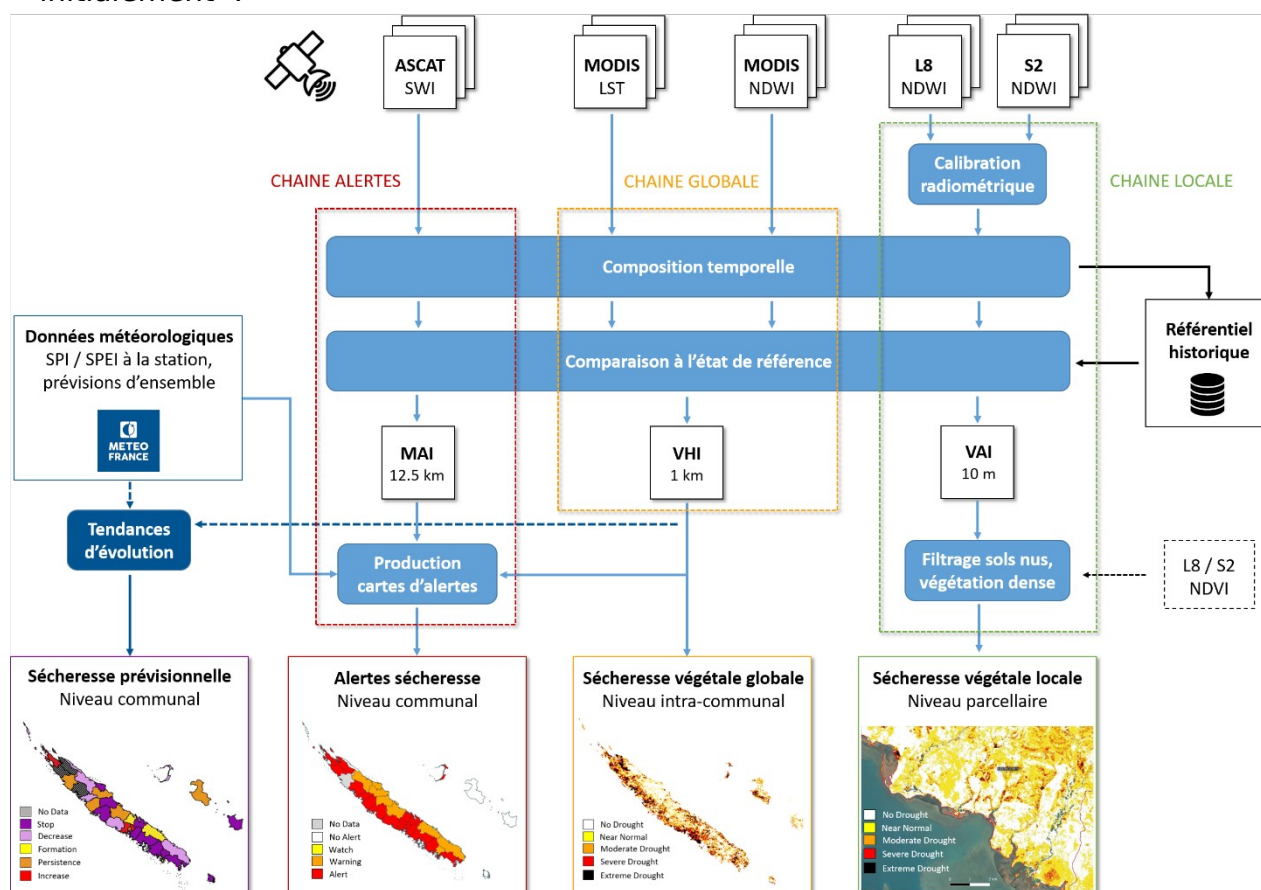 initialement".
ASCAT
SWI
MODIS
LST
MODIS
NDWI
L8
NDWI
S2
NDWI
CHAINE ALERTES
CHAINE GLOBALE
Calibration
radiométrique
CHAINE LOCALE
Composition temporelle
Données météorologiques
SPI / SPEI à la station,
prévisions d'ensemble
METEO
FRANCE
Comparaison à l'état de référence
Référentiel
historique
MAI
12.5 km
VHI
1 km
VAI
10 m
Tendances
d'évolution
Production
cartes d'alertes
Filtrage sols nus,
végétation dense
L8 / S2
NDVI
Sécheresse prévisionnelle
Niveau communal
No Data
Stop
Decrease
Formation
Persistence
Increase
Alertes sécheresse
Niveau communal
No Data
No Alert
Watch
Warning
Alert
Sécheresse végétale globale
Niveau intra-communal
No Drought
Near Normal
Moderate Drought
Severe Drought
Extreme Drought
Sécheresse végétale locale
Niveau parcellaire
No Drought
Near Normal
Moderate Drought
Severe Drought
Extreme Drought